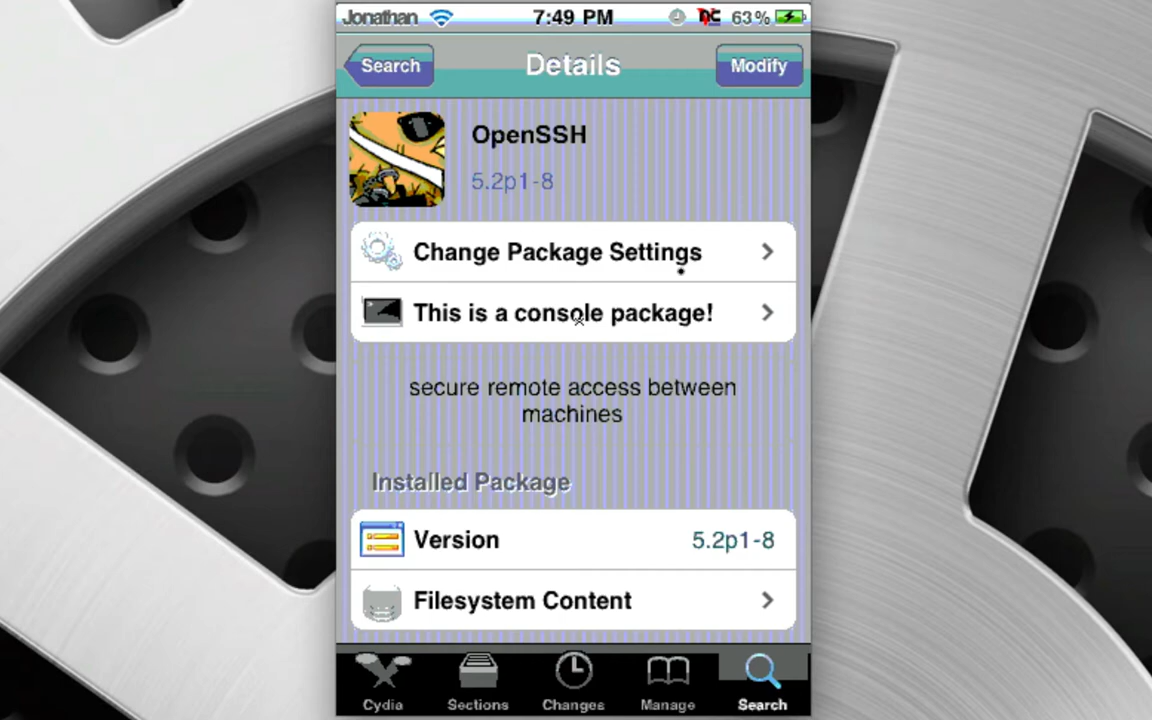 Jonathan 7:49 PM DC 63%
Search Details Modify
OpenSSH
5.2p1-8
Change Package Settings
This is a console package!
secure remote access between
machines
Installed Package
Version 5.2p1-8
Filesystem Content
Cydia Sections Changes Manage Search